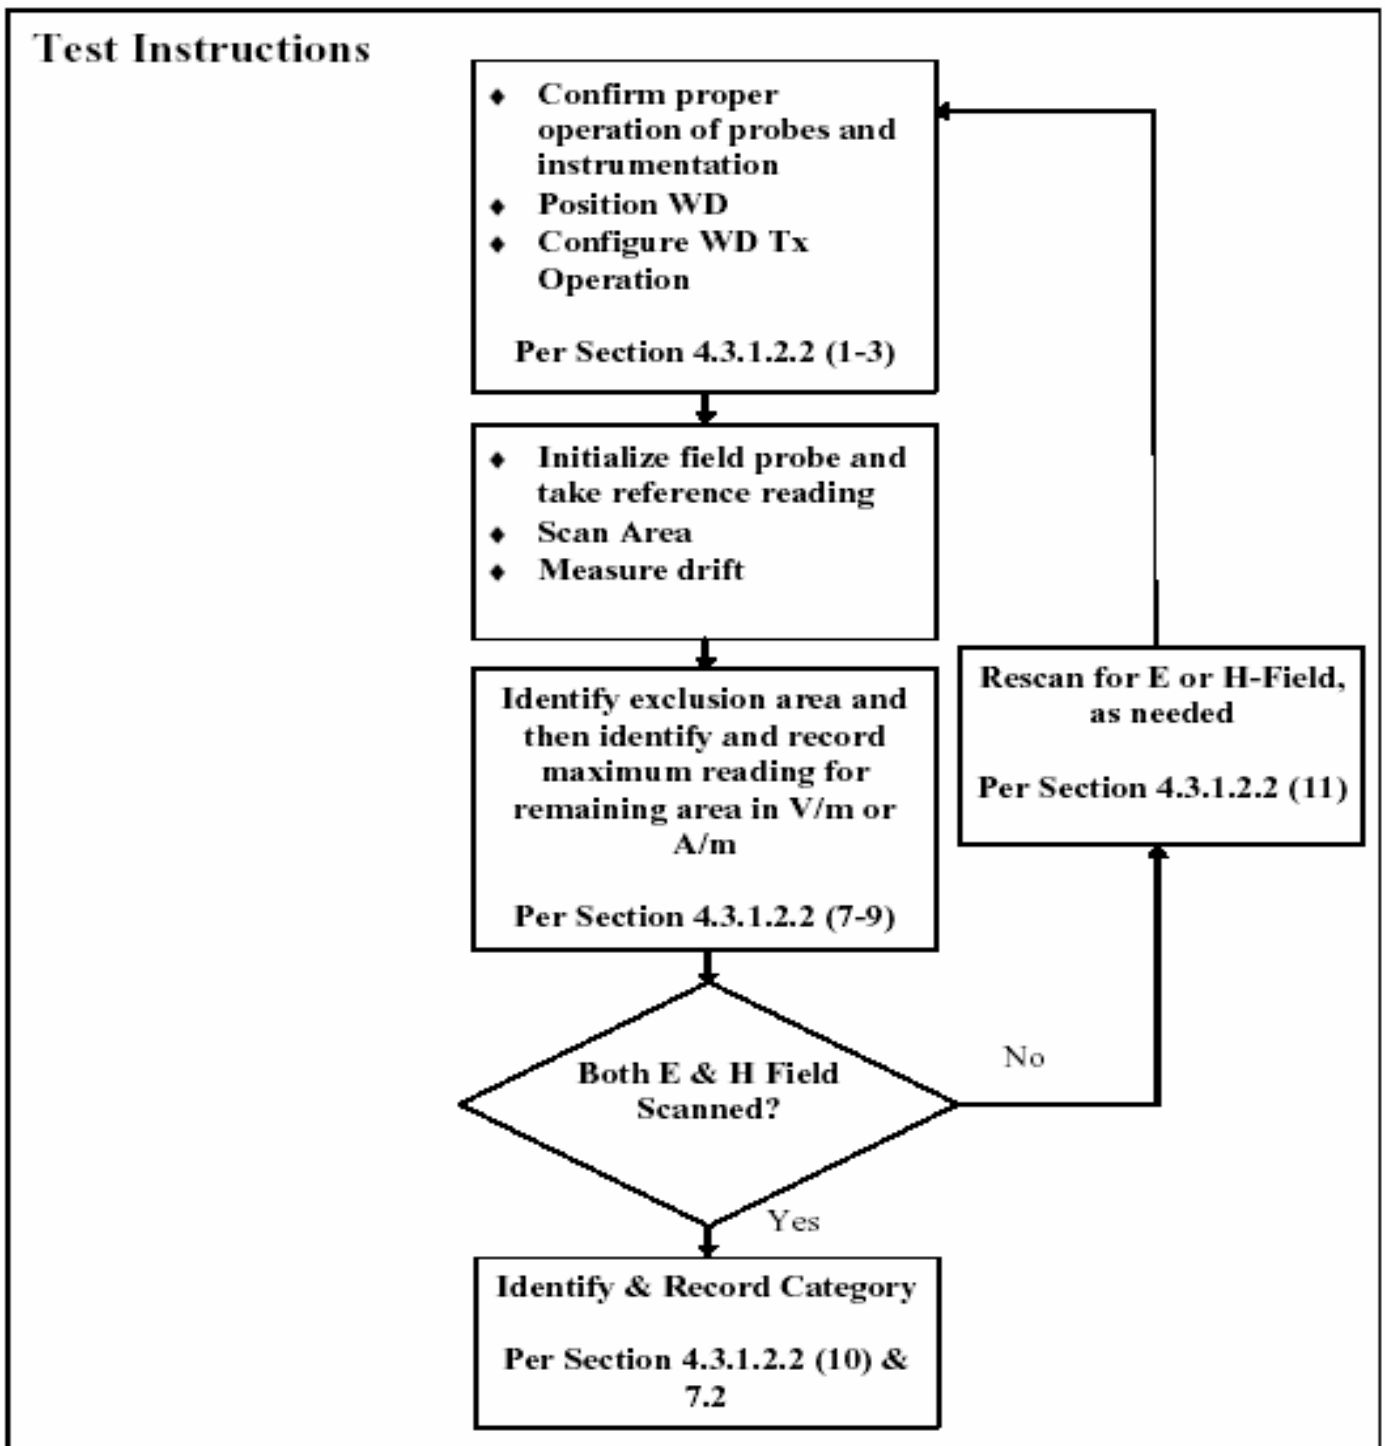 Test Instructions
♦ Confirm proper
operation of probes and
instrumentation
♦ Position WD
♦ Configure WD Tx
Operation
Per Section 4.3.1.2.2 (1-3)
♦ Initialize field probe and
take reference reading
♦ Scan Area
♦ Measure drift
Identify exclusion area and
then identify and record
maximum reading for
remaining area in V/m or
A/m
Per Section 4.3.1.2.2 (7-9)
Rescan for E or H-Field,
as needed
Per Section 4.3.1.2.2 (11)
Both E & H Field
Scanned?
No
Yes
Identify & Record Category
Per Section 4.3.1.2.2 (10) &
7.2